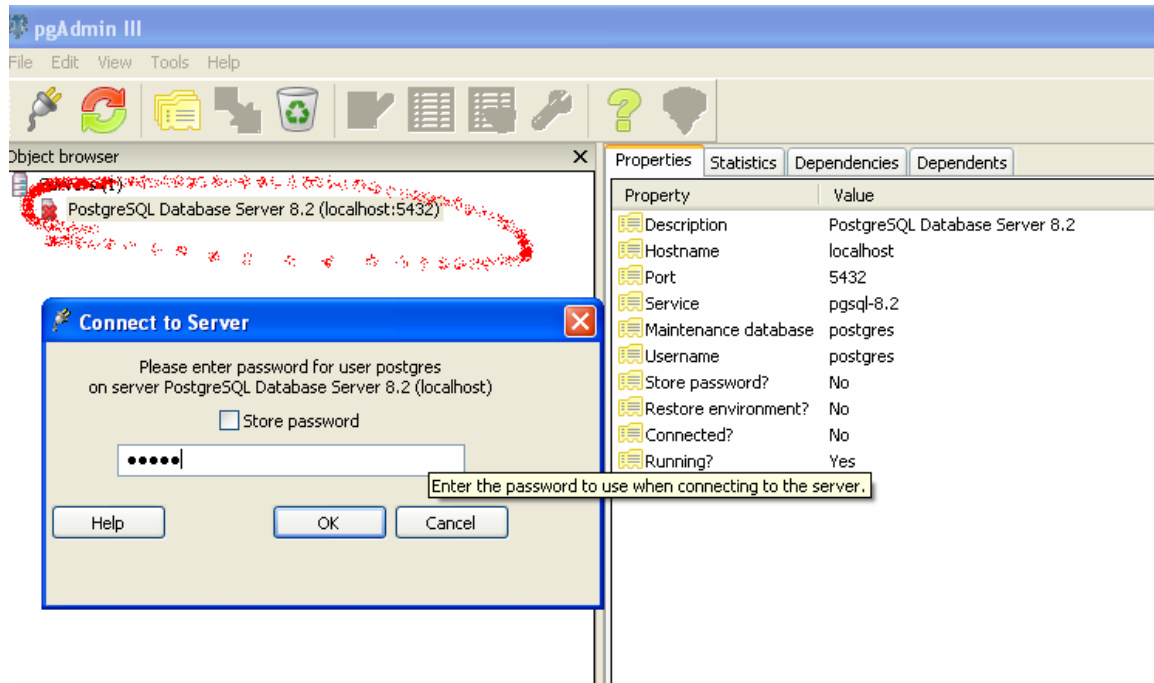 pgAdmin III
File Edit View Tools Help
Object browser
Servers (1)
PostgreSQL Database Server 8.2 (localhost:5432)
Properties Statistics Dependencies Dependents
Property Value
Description PostgreSQL Database Server 8.2
Hostname localhost
Port 5432
Service pgsql-8.2
Maintenance database postgres
Username postgres
Store password? No
Restore environment? No
Connected? No
Running? Yes
Connect to Server
Please enter password for user postgres
on server PostgreSQL Database Server 8.2 (localhost)
Store password
•••••
Enter the password to use when connecting to the server.
Help OK Cancel